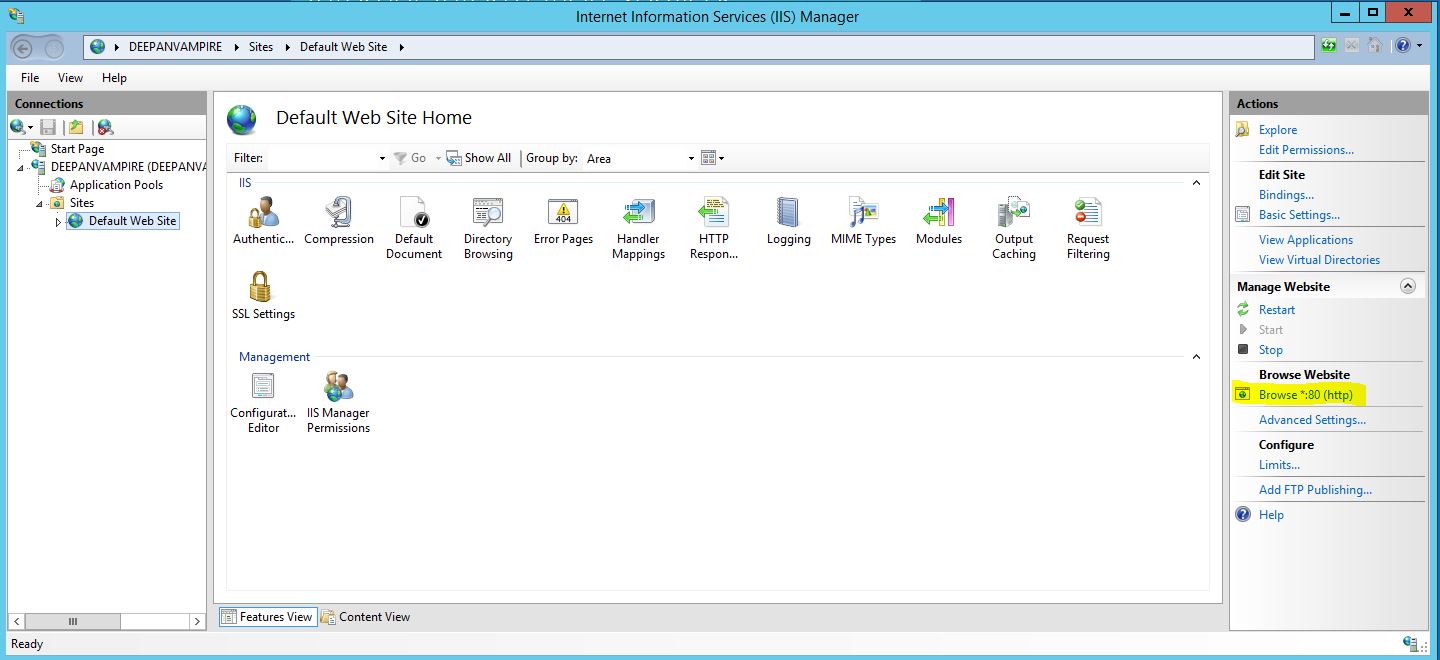 Internet Information Services (IIS) Manager
DEEPANVAMPIRE Sites Default Web Site
File View Help
Connections
Start Page
DEEPANVAMPIRE (DEEPANVA
Application Pools
Sites
Default Web Site
Default Web Site Home
Filter: Go Show All Group by: Area
IIS
Authentic... Compression Default Document Directory Browsing Error Pages Handler Mappings HTTP Respon... Logging MIME Types Modules Output Caching Request Filtering
404
SSL Settings
Management
Configurat... Editor IIS Manager Permissions
Features View Content View
Ready
Actions
Explore
Edit Permissions...
Edit Site
Bindings...
Basic Settings...
View Applications
View Virtual Directories
Manage Website
Restart
Start
Stop
Browse Website
Browse *:80 (http)
Advanced Settings...
Configure
Limits...
Add FTP Publishing...
Help